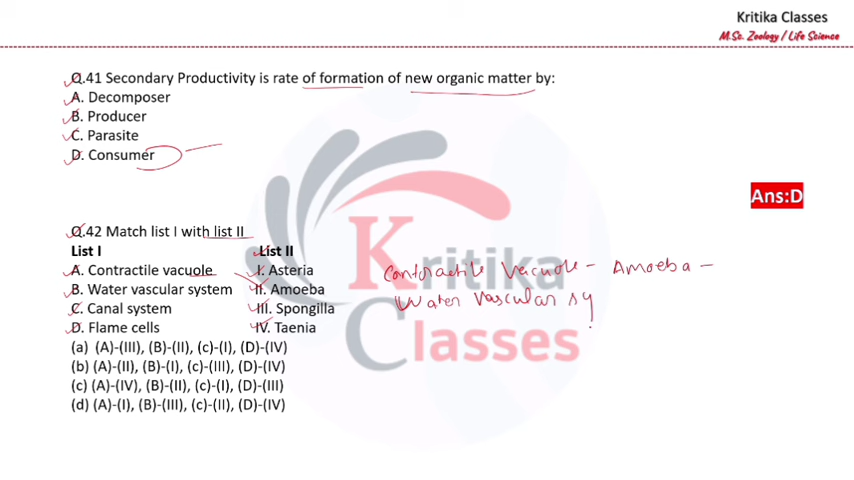 Kritika Classes
M.Sc. Zoology / Life Science
Q.41 Secondary Productivity is rate of formation of new organic matter by:
A. Decomposer
B. Producer
C. Parasite
D. Consumer
Ans:D
Q.42 Match list I with list II
List I List II
A. Contractile vacuole I. Asteria
B. Water vascular system II. Amoeba
C. Canal system III. Spongilla
D. Flame cells IV. Taenia
(a) (A)-(III), (B)-(II), (c)-(I), (D)-(IV)
(b) (A)-(II), (B)-(I), (c)-(III), (D)-(IV)
(c) (A)-(IV), (B)-(II), (c)-(I), (D)-(III)
(d) (A)-(I), (B)-(III), (c)-(II), (D)-(IV)
Contractile Vacuole - Amoeba -
Water Vascular sy
Kritika
Classes